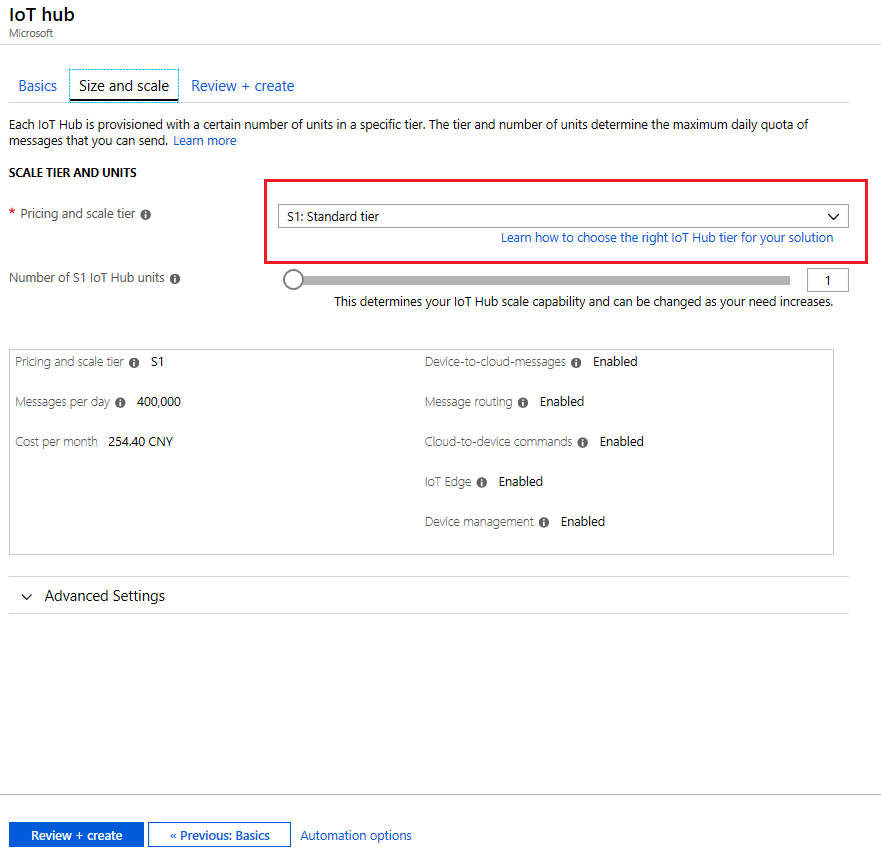 IoT hub
Microsoft
Basics Size and scale Review + create
Each IoT Hub is provisioned with a certain number of units in a specific tier. The tier and number of units determine the maximum daily quota of
messages that you can send. Learn more
SCALE TIER AND UNITS
* Pricing and scale tier
S1: Standard tier
Learn how to choose the right IoT Hub tier for your solution
Number of S1 IoT Hub units
1
This determines your IoT Hub scale capability and can be changed as your need increases.
Pricing and scale tier S1
Messages per day 400,000
Cost per month 254.40 CNY
Device-to-cloud-messages Enabled
Message routing Enabled
Cloud-to-device commands Enabled
IoT Edge Enabled
Device management Enabled
Advanced Settings
Review + create « Previous: Basics Automation options